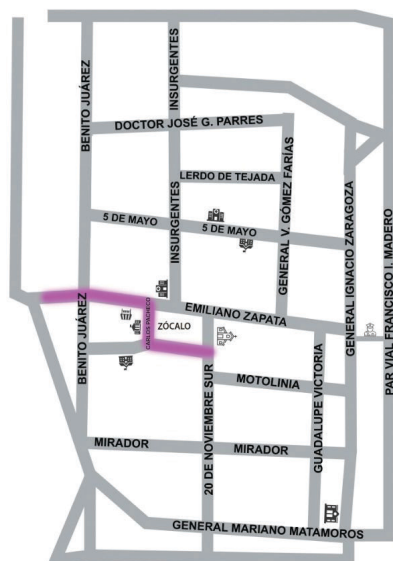 BENITO JUÁREZ
INSURGENTES
DOCTOR JOSÉ G. PARRES
LERDO DE TEJADA
INSURGENTES
5 DE MAYO
5 DE MAYO
GENERAL V. GÓMEZ FARÍAS
GENERAL IGNACIO ZARAGOZA
PAR VIAL FRANCISCO I. MADERO
BENITO JUÁREZ
CARLOS PACHECO
ZÓCALO
EMILIANO ZAPATA
MOTOLINIA
20 DE NOVIEMBRE SUR
GUADALUPE VICTORIA
MIRADOR
MIRADOR
GENERAL MARIANO MATAMOROS